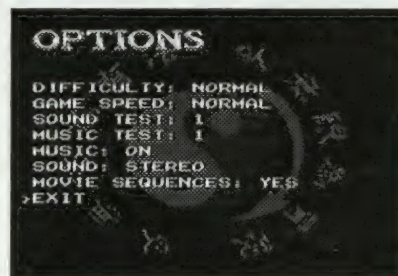 OPTIONS
DIFFICULTY: NORMAL
GAME SPEED: NORMAL
SOUND TEST: 1
MUSIC TEST: 1
MUSIC: ON
SOUND: STEREO
MOVIE SEQUENCES: YES
>EXIT